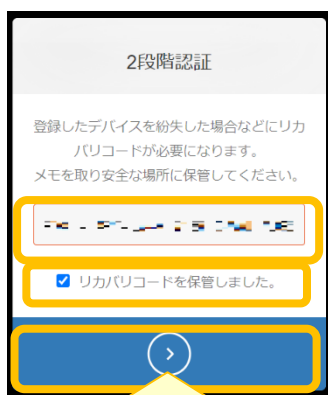 2段階認証
登録したデバイスを紛失した場合などにリカ
バリコードが必要になります。
メモを取り安全な場所に保管してください。
リカバリコードを保管しました。